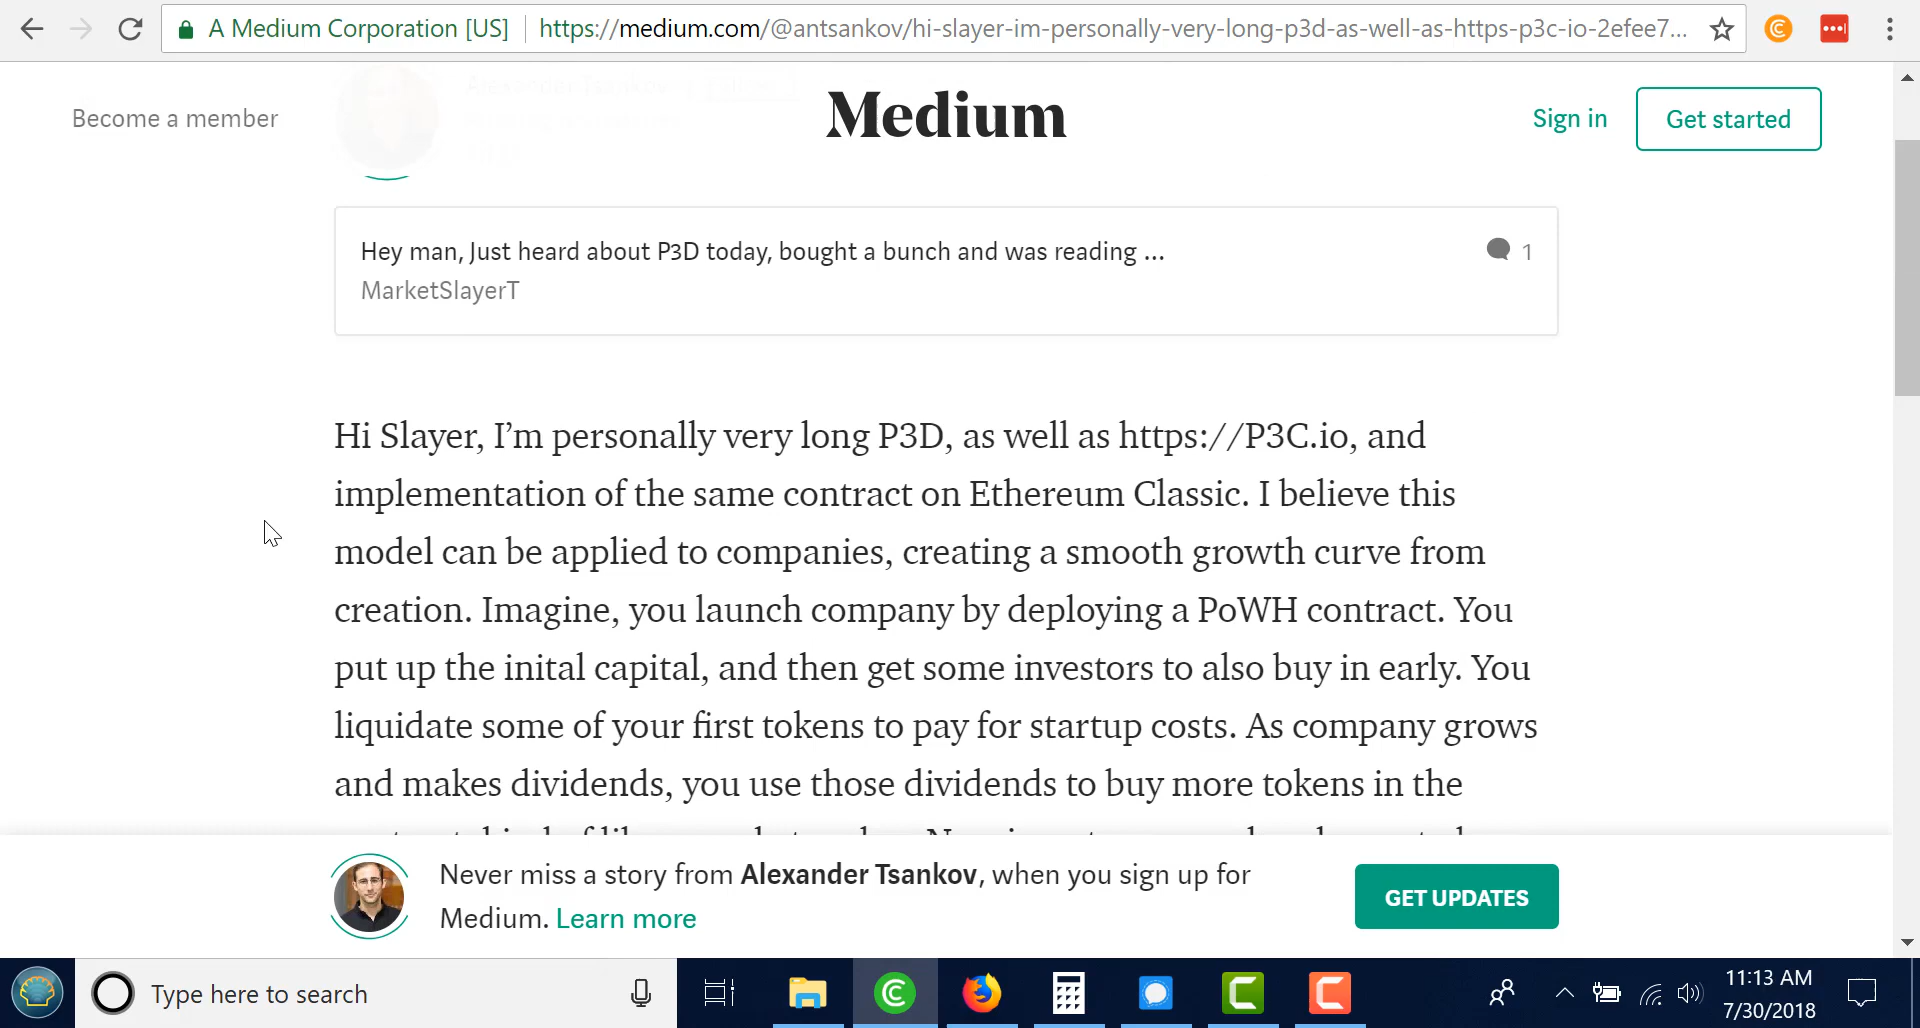 A Medium Corporation [US] https://medium.com/@antsankov/hi-slayer-im-personally-very-long-p3d-as-well-as-https-p3c-io-2efee7...
Become a member
Medium
Sign in
Get started
Hey man, Just heard about P3D today, bought a bunch and was reading ...
1
MarketSlayerT
Hi Slayer, I'm personally very long P3D, as well as https://P3C.io, and
implementation of the same contract on Ethereum Classic. I believe this
model can be applied to companies, creating a smooth growth curve from
creation. Imagine, you launch company by deploying a PoWH contract. You
put up the inital capital, and then get some investors to also buy in early. You
liquidate some of your first tokens to pay for startup costs. As company grows
and makes dividends, you use those dividends to buy more tokens in the
Never miss a story from Alexander Tsankov, when you sign up for
Medium. Learn more
GET UPDATES
Type here to search
11:13 AM
7/30/2018